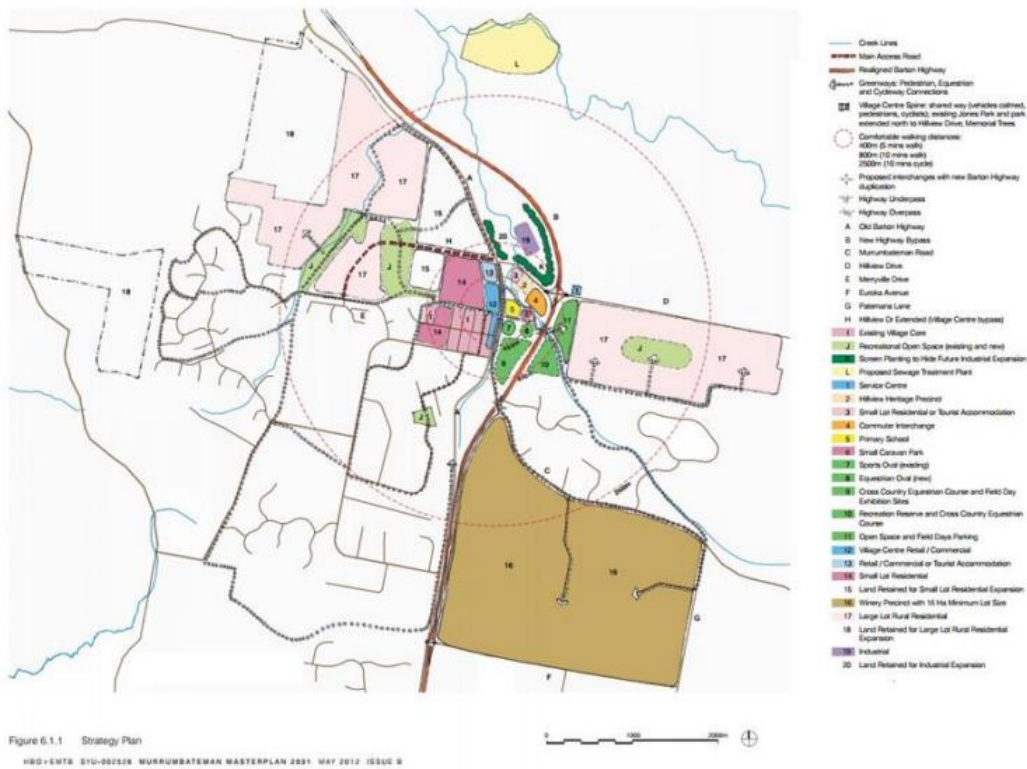 Creek Lines
Main Access Road
Realigned Barton Highway
Greenways: Pedestrian, Equestrian
and Cycleway Connections
Village Centre Spine: shared way (vehicles calmed,
pedestrians, cyclists); existing Jones Park and park
extended north to Hillview Drive; Memorial Trees
Comfortable walking distances:
400m (5 mins walk)
800m (10 mins walk)
2500m (10 mins cycle)
Proposed interchanges with new Barton Highway
duplication
Highway Underpass
Highway Overpass
A Old Barton Highway
B New Highway Bypass
C Murrumbateman Road
D Hillview Drive
E Merryville Drive
F Euroka Avenue
G Patemans Lane
H Hillview Dr Extended (Village Centre bypass)
I Existing Village Core
J Recreational Open Space (existing and new)
K Screen Planting to Hide Future Industrial Expansion
L Proposed Sewage Treatment Plant
1 Service Centre
2 Hillview Heritage Precinct
3 Small Lot Residential or Tourist Accommodation
4 Commuter Interchange
5 Primary School
6 Small Caravan Park
7 Sports Oval (existing)
8 Equestrian Oval (new)
9 Cross Country Equestrian Course and Field Day
Exhibition Sites
10 Recreation Reserve and Cross Country Equestrian
Course
11 Open Space and Field Days Parking
12 Village Centre Retail / Commercial
13 Retail / Commercial or Tourist Accommodation
14 Small Lot Residential
15 Land Retained for Small Lot Residential Expansion
16 Winery Precinct with 16 Ha Minimum Lot Size
17 Large Lot Rural Residential
18 Land Retained for Large Lot Rural Residential
Expansion
19 Industrial
20 Land Retained for Industrial Expansion
L
18
17
17
A
15
20
19
B
17
H
K
J
J
13
3
2
17
15
14
4
1
D
18
12
5
11
E
I
I
7
8
17
J
17
14
9
10
J
A
C
16
16
G
F
Figure 6.1.1 Strategy Plan
0 1000 2000m
HBO+EMTB SYU-002528 MURRUMBATEMAN MASTERPLAN 2031 MAY 2012 ISSUE B